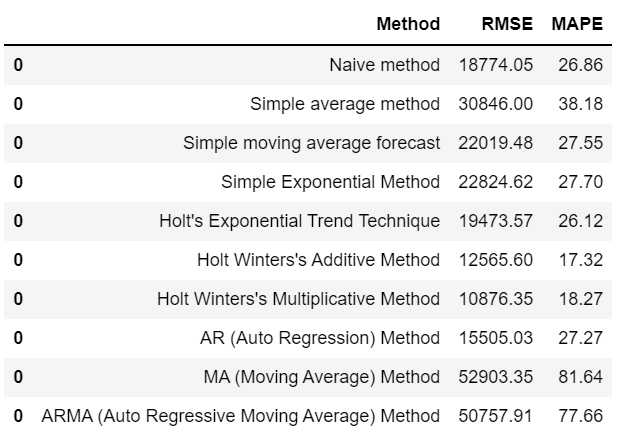 Method RMSE MAPE
0 Naive method 18774.05 26.86
0 Simple average method 30846.00 38.18
0 Simple moving average forecast 22019.48 27.55
0 Simple Exponential Method 22824.62 27.70
0 Holt's Exponential Trend Technique 19473.57 26.12
0 Holt Winters's Additive Method 12565.60 17.32
0 Holt Winters's Multiplicative Method 10876.35 18.27
0 AR (Auto Regression) Method 15505.03 27.27
0 MA (Moving Average) Method 52903.35 81.64
0 ARMA (Auto Regressive Moving Average) Method 50757.91 77.66